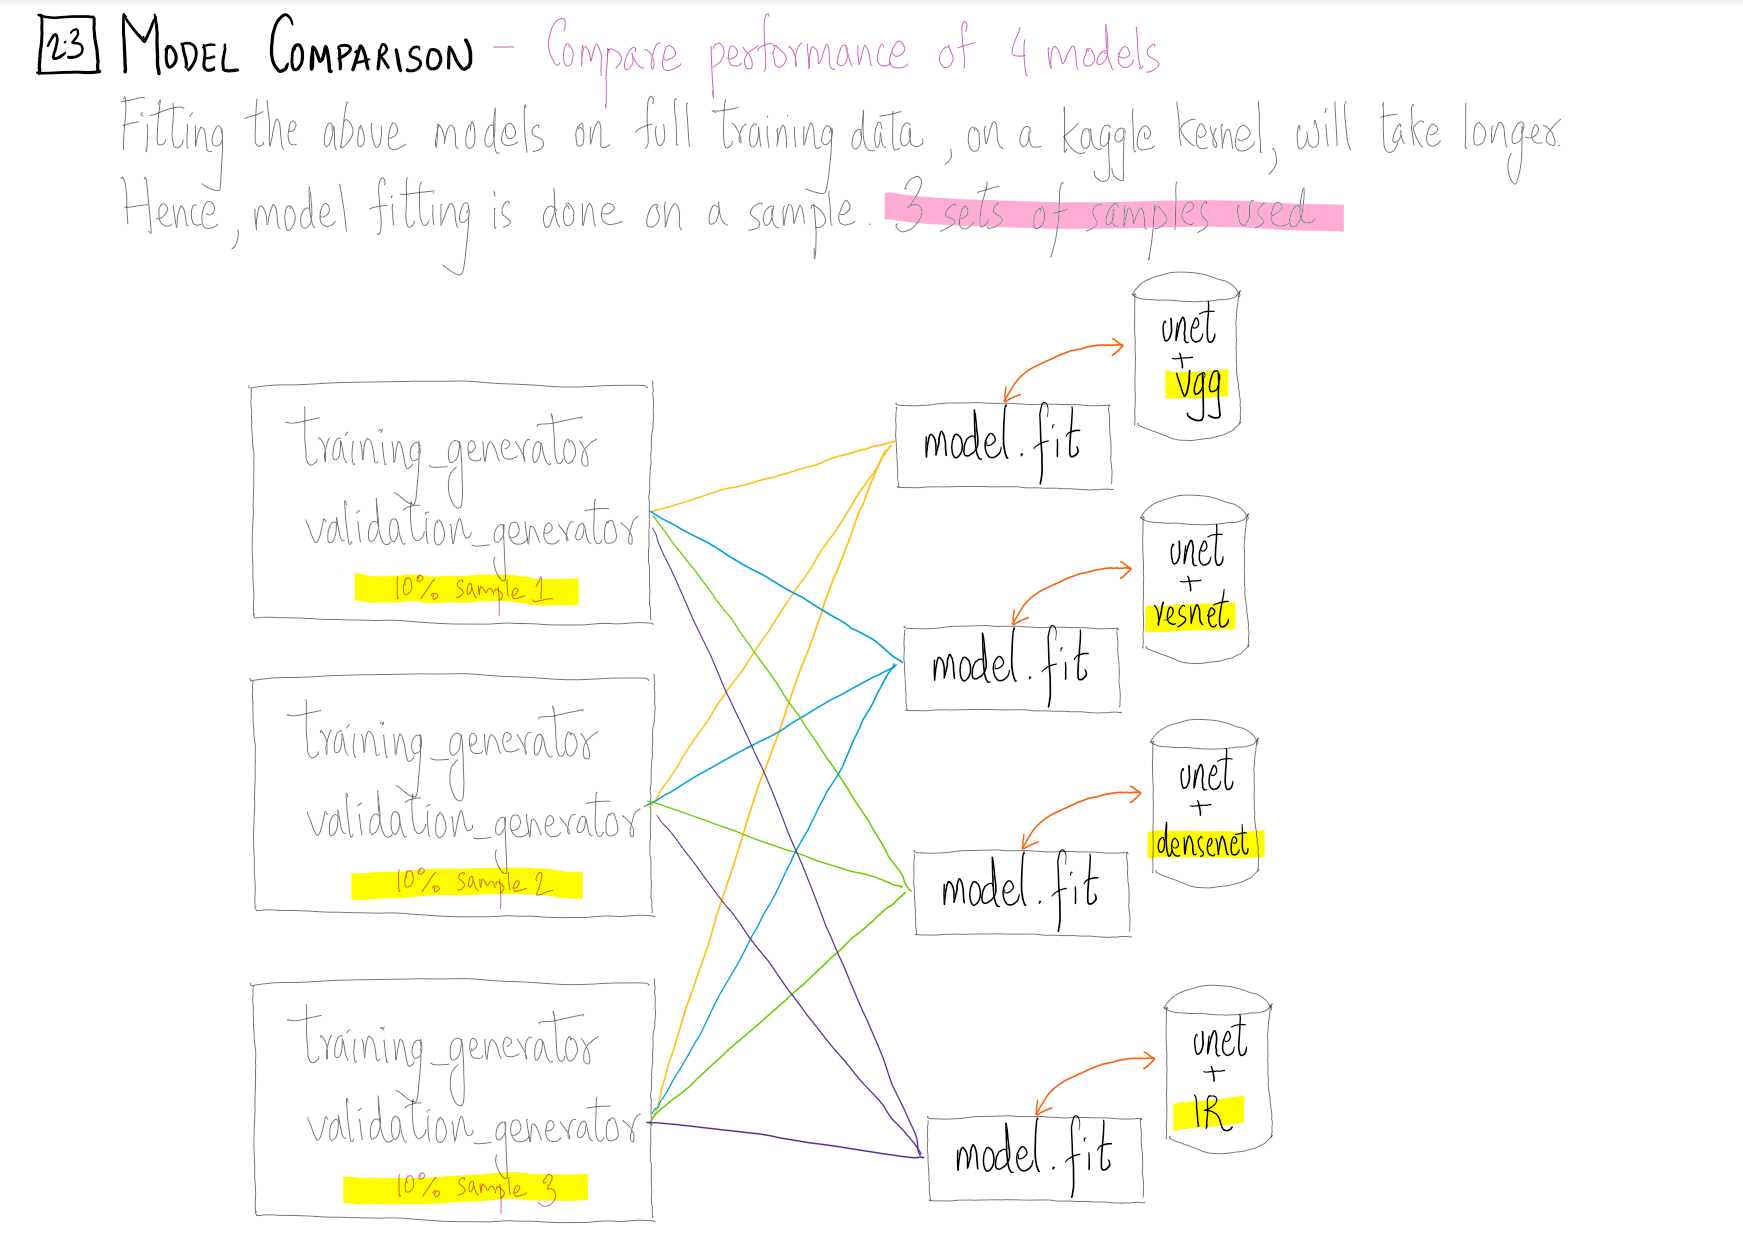 2.3 MODEL COMPARISON - Compare performance of 4 models
Fitting the above models on full training data, on a kaggle kernel, will take longer.
Hence, model fitting is done on a sample. 3 sets of samples used
training_generator
validation_generator
10% sample 1
training_generator
validation_generator
10% sample 2
training_generator
validation_generator
10% sample 3
model.fit
unet
+
vgg
model.fit
unet
+
resnet
model.fit
unet
+
densenet
model.fit
unet
+
IR